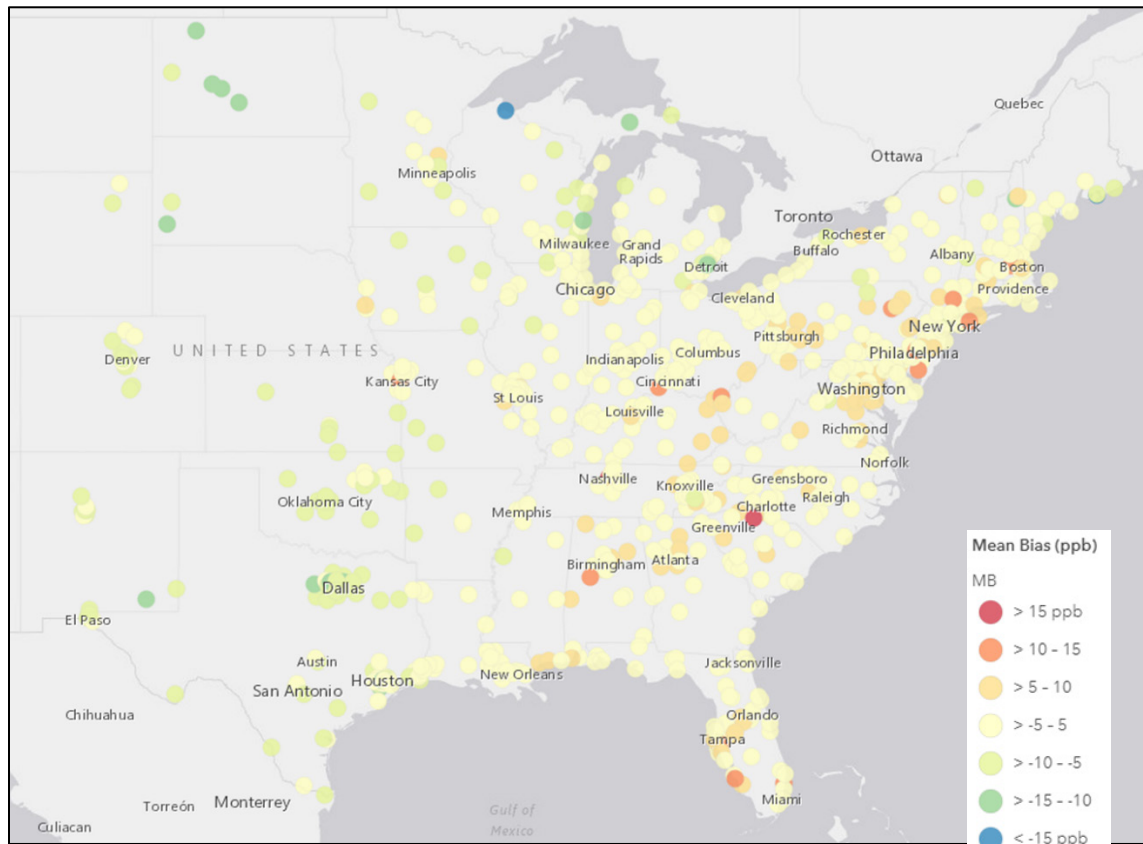 Quebec
Ottawa
Minneapolis
Toronto
Rochester
Milwaukee
Grand
Rapids
Buffalo
Albany
Boston
Detroit
Providence
Chicago
Cleveland
New York
Pittsburgh
UNITED STATES
Denver
Indianapolis
Columbus
Philadelphia
Kansas City
Cincinnati
Washington
St Louis
Louisville
Richmond
Norfolk
Nashville
Knoxville
Greensboro
Oklahoma City
Raleigh
Memphis
Charlotte
Greenville
Birmingham
Atlanta
Dallas
El Paso
Austin
Jacksonville
Houston
New Orleans
San Antonio
Chihuahua
Orlando
Tampa
Torreón
Monterrey
Miami
Gulf of
Mexico
Culiacan
Mean Bias (ppb)
MB
> 15 ppb
> 10 - 15
> 5 - 10
> -5 - 5
> -10 - -5
> -15 - -10
< -15 ppb